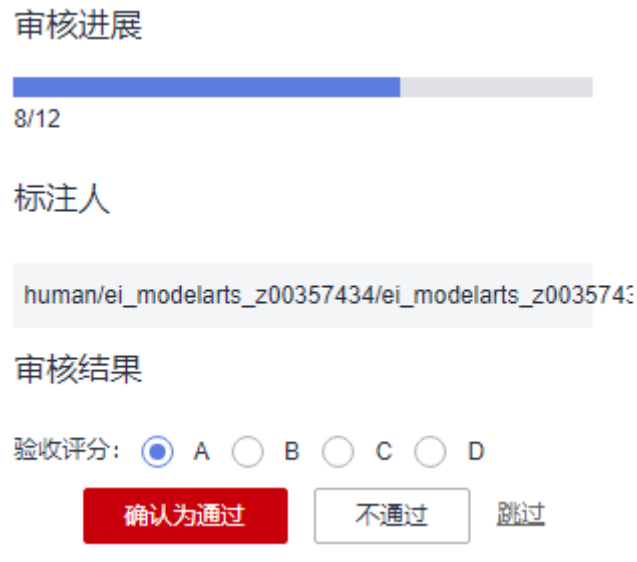 审核进展
8/12
标注人
human/ei_modelarts_z00357434/ei_modelarts_z0035743
审核结果
验收评分: A B C D
确认为通过 不通过 跳过